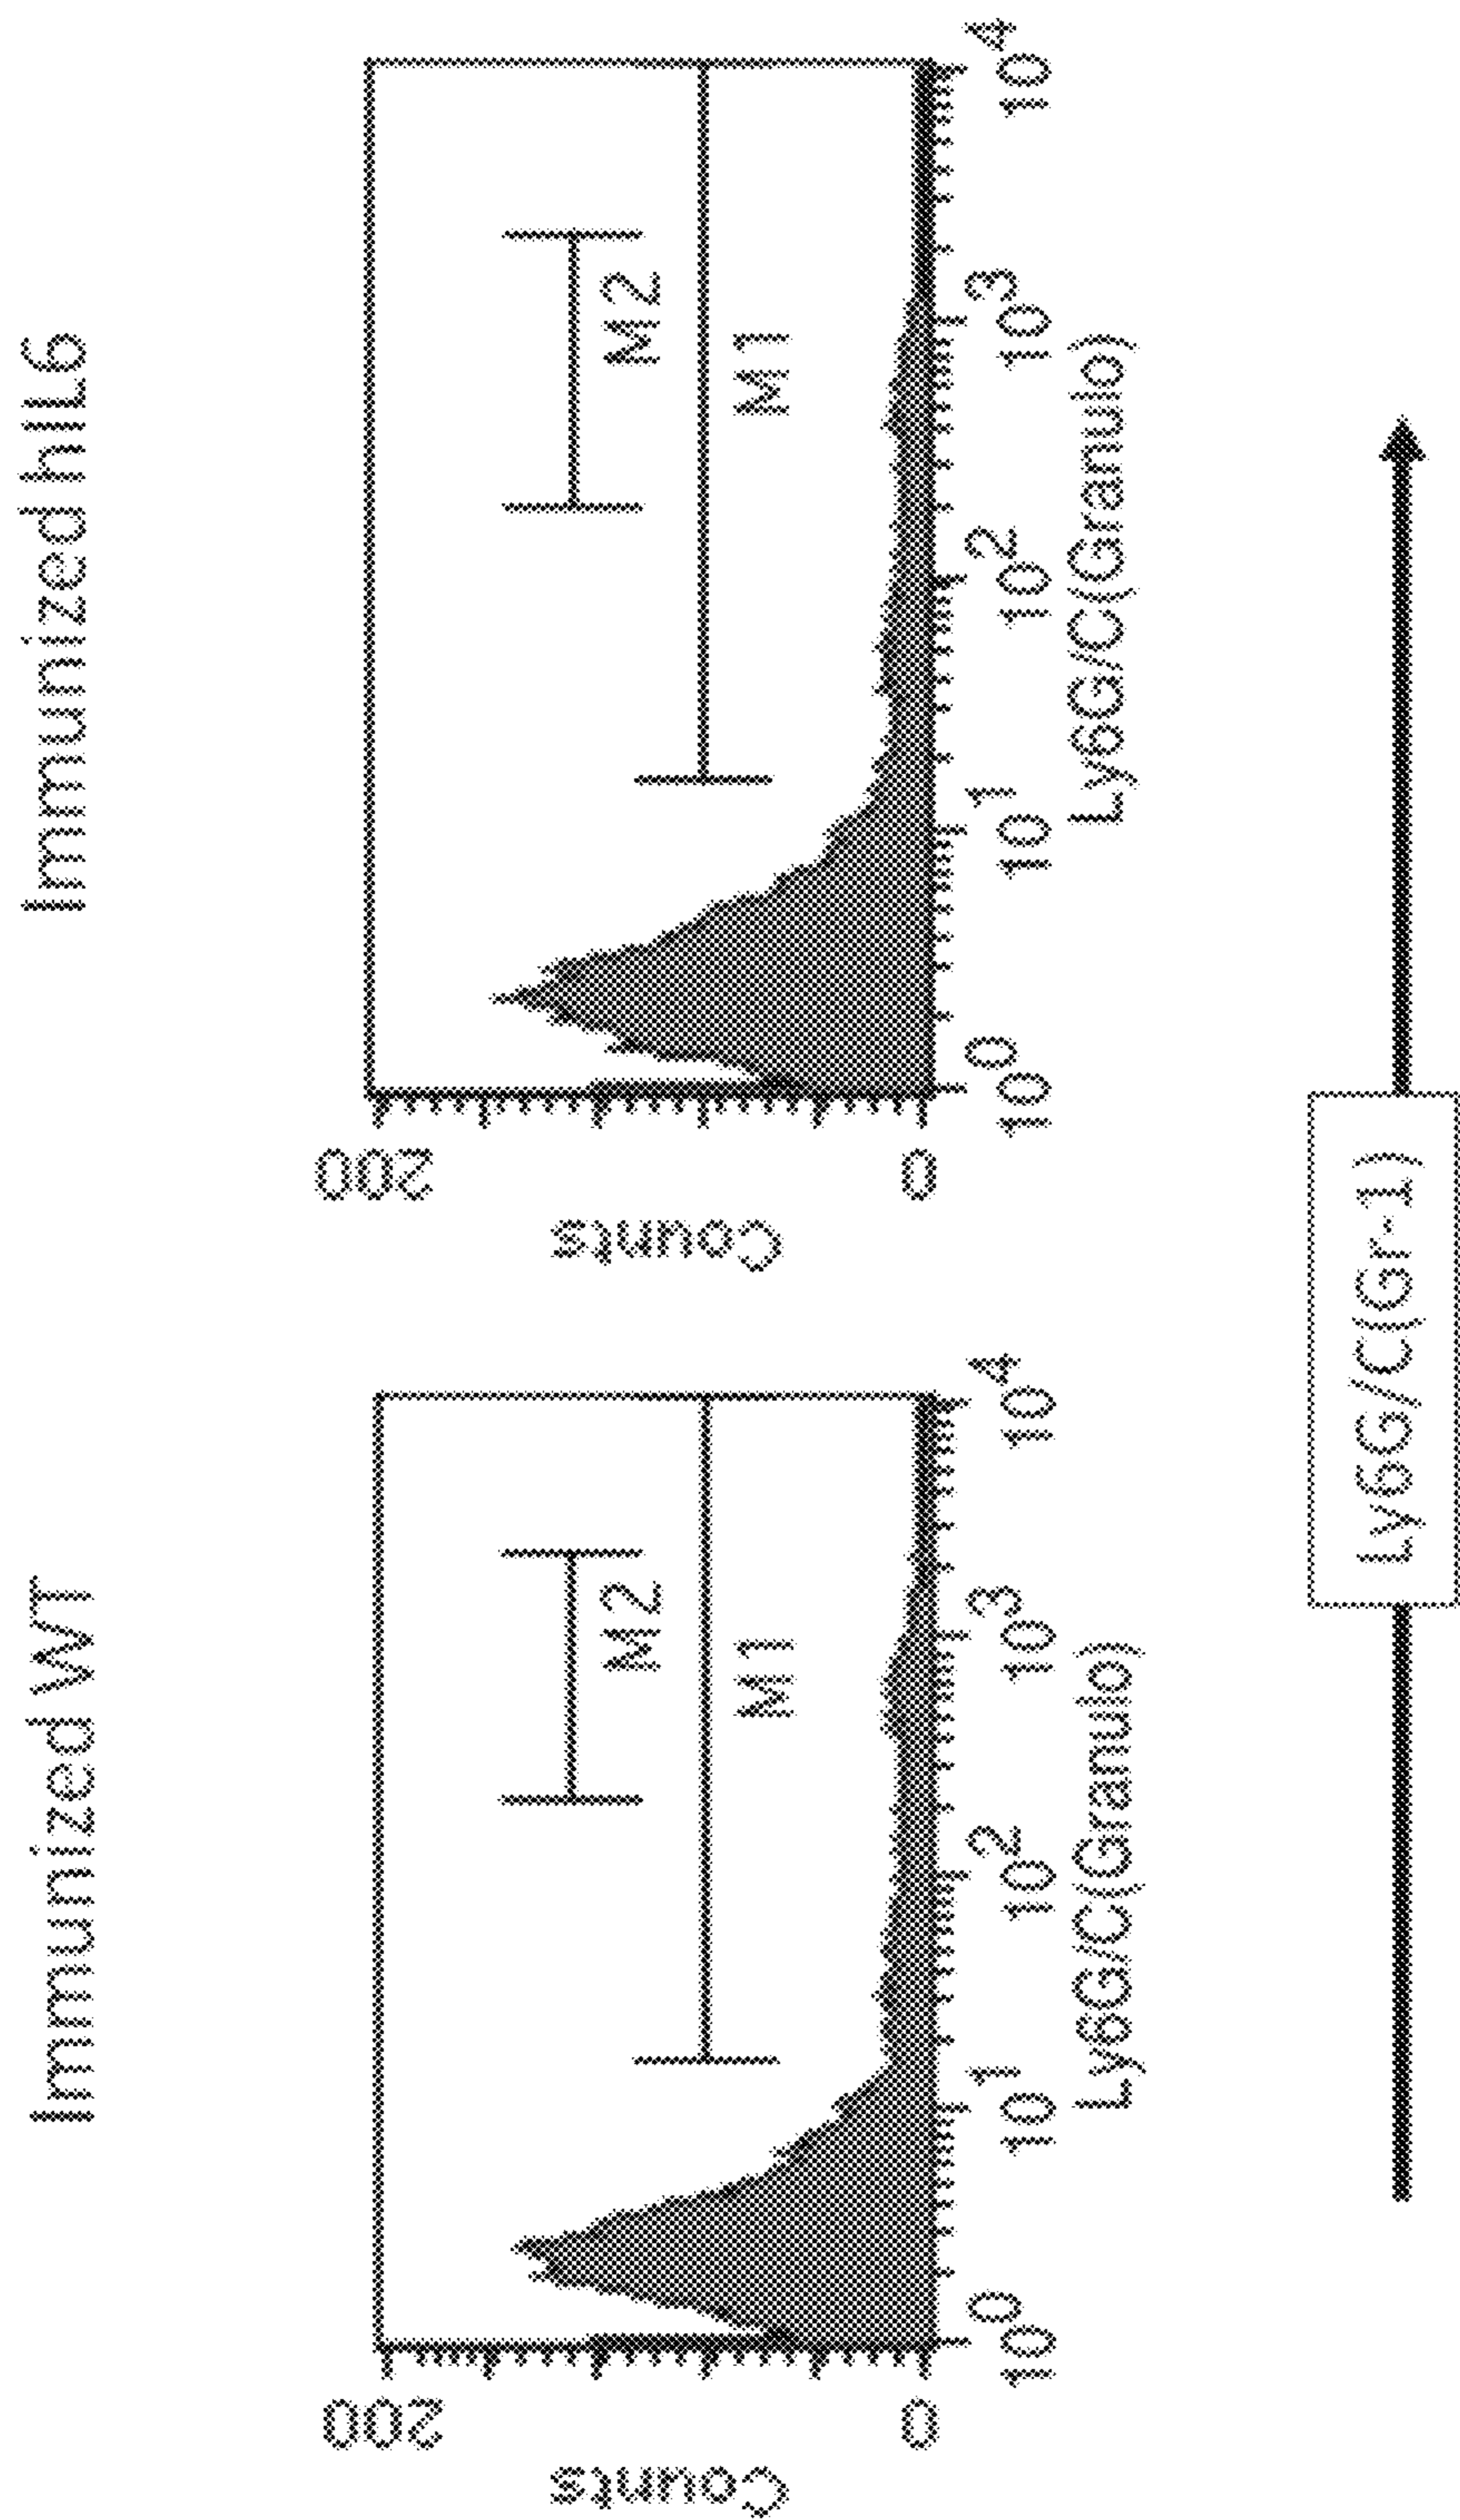 Immunized WT
Counts
200
0
M2
M1
10^0 10^1 10^2 10^3 10^4
Ly6G/C(Granulo)
Immunized hIL6
Counts
200
0
M2
M1
10^0 10^1 10^2 10^3 10^4
Ly6G/C(Granulo)
Ly6G/C(Gr-1)